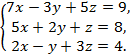 7x − 3y + 5z = 9,
5x + 2y + z = 8,
2x − y + 3z = 4.